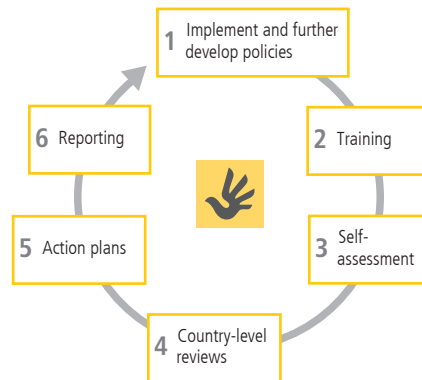 1 Implement and further
develop policies
2 Training
3 Self-
assessment
4 Country-level
reviews
5 Action plans
6 Reporting